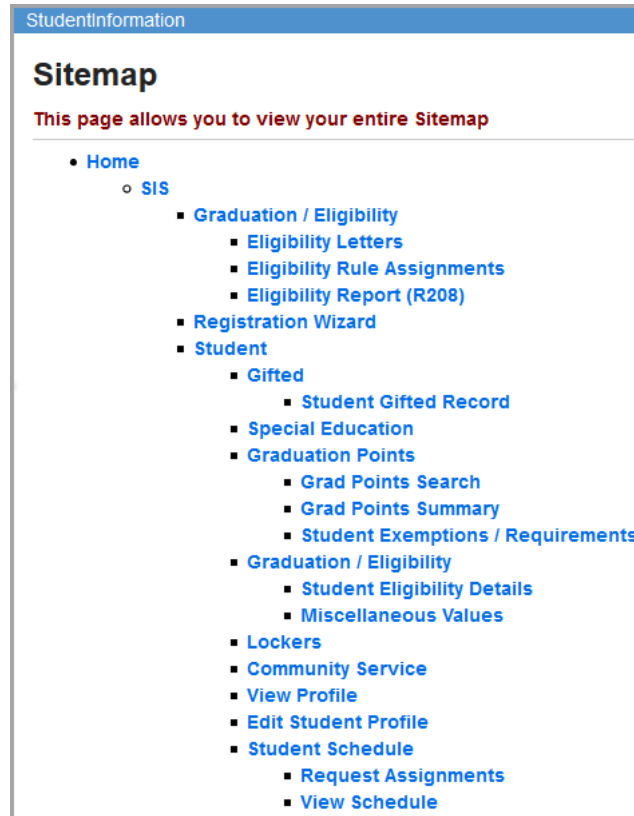 StudentInformation
Sitemap
This page allows you to view your entire Sitemap
Home
SIS
Graduation / Eligibility
Eligibility Letters
Eligibility Rule Assignments
Eligibility Report (R208)
Registration Wizard
Student
Gifted
Student Gifted Record
Special Education
Graduation Points
Grad Points Search
Grad Points Summary
Student Exemptions / Requirements
Graduation / Eligibility
Student Eligibility Details
Miscellaneous Values
Lockers
Community Service
View Profile
Edit Student Profile
Student Schedule
Request Assignments
View Schedule